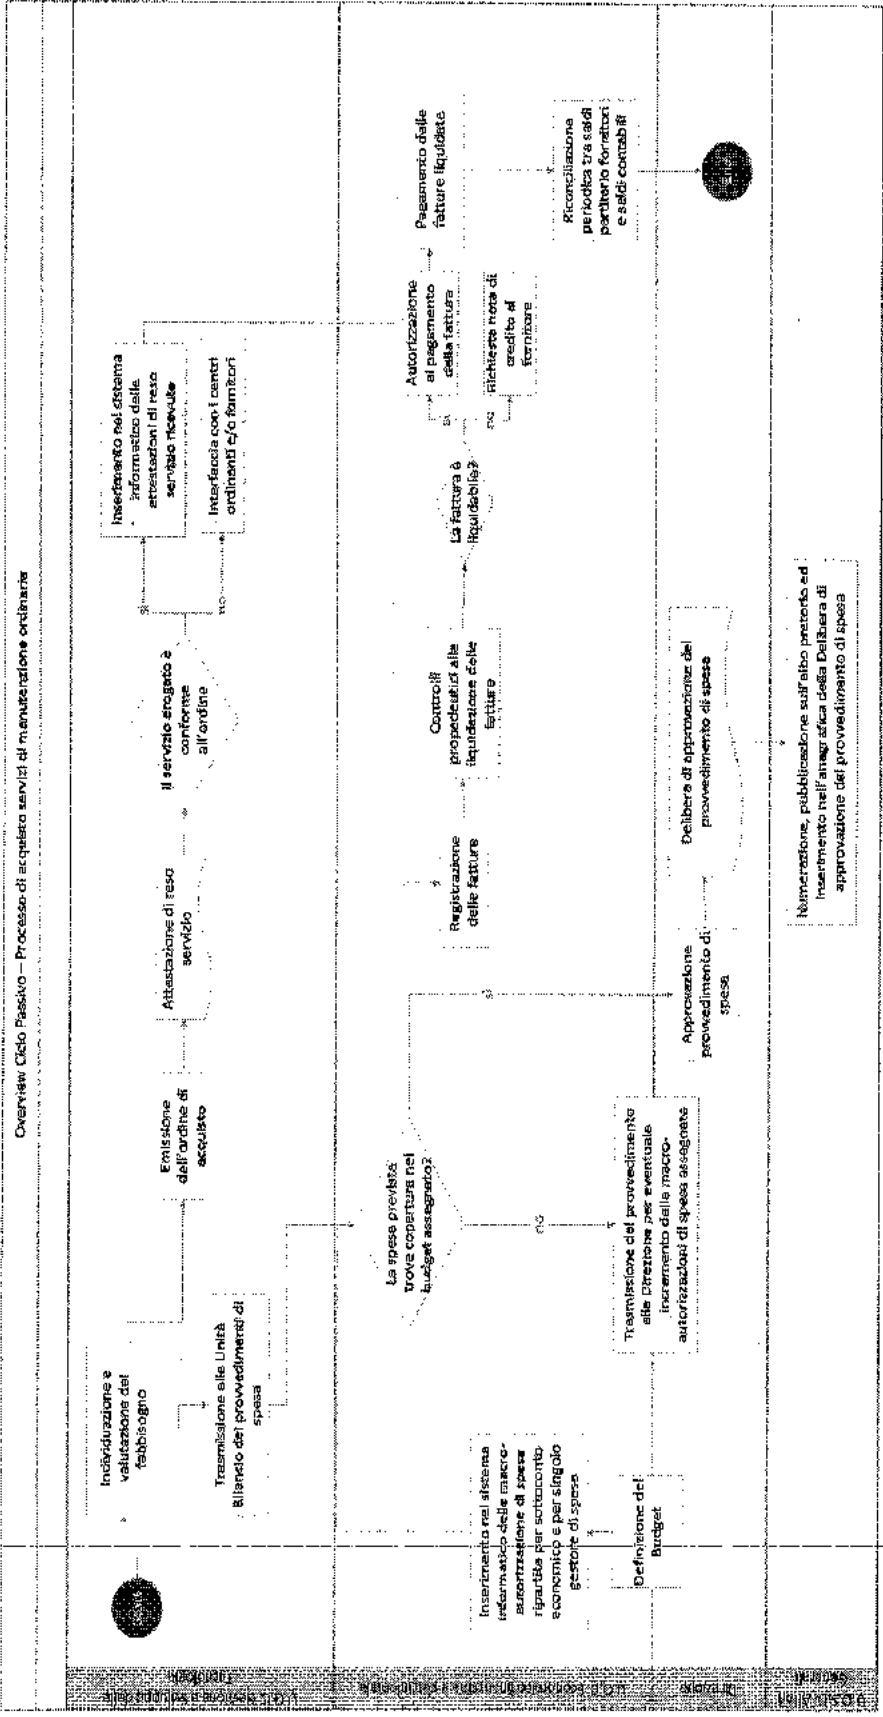 Overview Ciclo Passivo – Processo di acquisto servizi di manutenzione ordinaria
Individuazione e
valutazione del
fabbisogno
Trasmissione alle Unità
Bilancio dei provvedimenti di
spesa
Emissione
dell'ordine di
acquisto
Attestazione di reso
servizio
Il servizio erogato è
conforme
all'ordine
si
no
Inserimento nel sistema
informatico delle
attestazioni di reso
servizio ricevute
Interfaccia con i centri
ordinanti e/o fornitori
Inserimento nel sistema
informatico delle macro-
autorizzazione di spesa
ripartite per sottoconto
economico e per singolo
gestore di spesa
La spesa prevista
trova copertura nel
budget assegnato?
no
si
Registrazione
delle fatture
Controlli
propedeutici alla
liquidazione delle
fatture
La fattura è
liquidabile?
si
no
Autorizzazione
al pagamento
della fattura
Richiesta nota di
credito al
fornitore
Pagamento delle
fatture liquidate
Riconciliazione
periodica tra saldi
partitario fornitori
e saldi contabili
Definizione del
Budget
Trasmissione del provvedimento
alla Direzione per eventuale
incremento delle macro-
autorizzazioni di spesa assegnate
Approvazione
provvedimento di
spesa
Delibera di approvazione del
provvedimento di spesa
Numerazione, pubblicazione sull'albo pretorio ed
inserimento nell'anagrafica della Delibera di
approvazione del provvedimento di spesa
Direzione